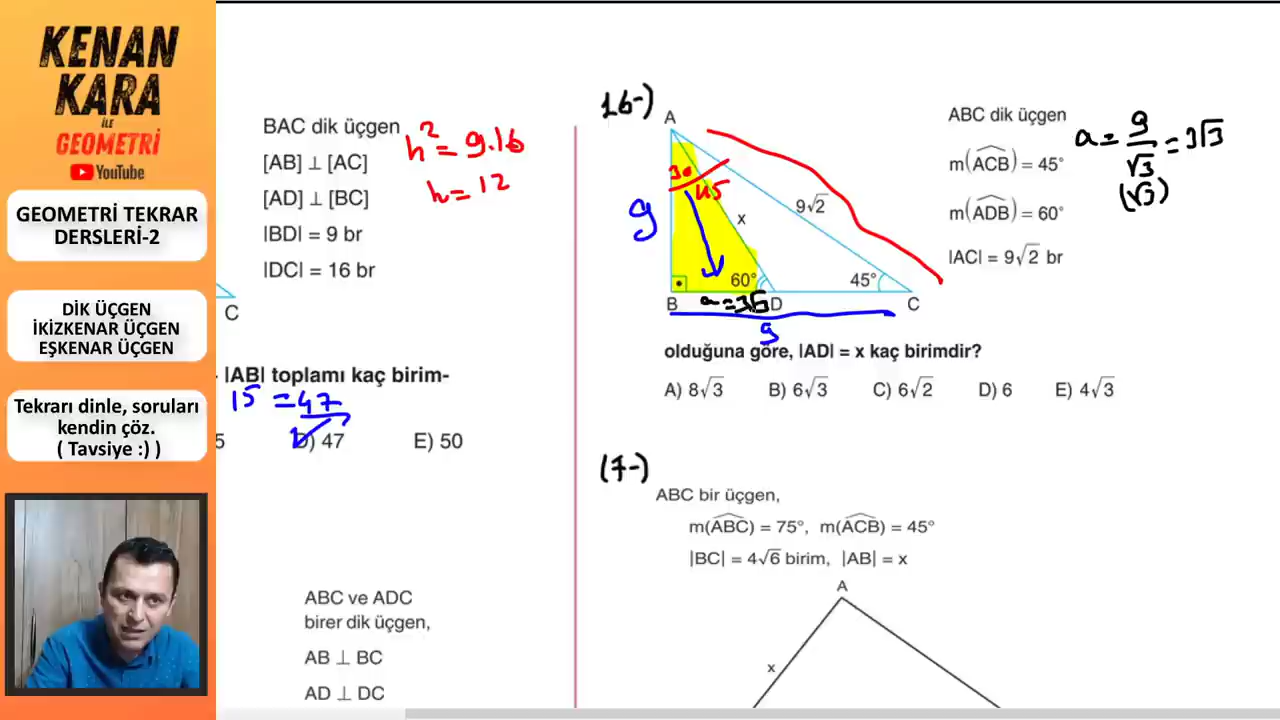 KENAN
KARA
İLE
GEOMETRİ
YouTube
GEOMETRİ TEKRAR
DERSLERİ-2
DİK ÜÇGEN
İKİZKENAR ÜÇGEN
EŞKENAR ÜÇGEN
Tekrarı dinle, soruları
kendin çöz.
( Tavsiye :) )
BAC dik üçgen
[AB] ⊥ [AC]
[AD] ⊥ [BC]
|BD| = 9 br
|DC| = 16 br
h² = 9.16
h = 12
C
|AB| toplamı kaç birim-
15 = 47
5 D) 47 E) 50
ABC ve ADC
birer dik üçgen,
AB ⊥ BC
AD ⊥ DC
16-)
A
30
45
9
x
9√2
60°
45°
B
a=3√3
D
C
9
ABC dik üçgen
m(ACB) = 45°
m(ADB) = 60°
|AC| = 9√2 br
a = 9/√3 = 3√3
(√3)
olduğuna göre, |AD| = x kaç birimdir?
A) 8√3 B) 6√3 C) 6√2 D) 6 E) 4√3
17-)
ABC bir üçgen,
m(ABC) = 75°, m(ACB) = 45°
|BC| = 4√6 birim, |AB| = x
A
x